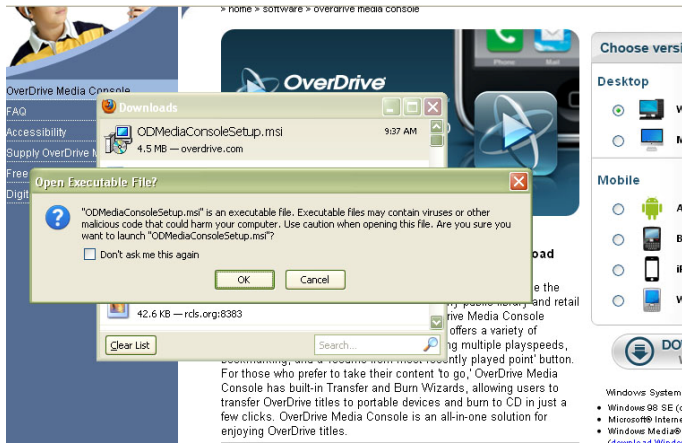 > home > software > overdrive media console
Phone
Mail
OverDrive
Choose
Desktop
Mobile
OverDrive Media Console
FAQ
Accessibility
Supply OverDrive
Free
Downloads
ODMediaConsoleSetup.msi
9:37 AM
4.5 MB — overdrive.com
Open Executable File?
"ODMediaConsoleSetup.msi" is an executable file. Executable files may contain viruses or other
malicious code that could harm your computer. Use caution when opening this file. Are you sure you
want to launch "ODMediaConsoleSetup.msi"?
Don't ask me this again
OK
Cancel
42.6 KB — rcls.org:8383
Clear List
Search...
the
public library and retail
Media Console
offers a variety of
multiple playspeeds,
bookmarking, and a 'resume from most recently played point' button.
For those who prefer to take their content 'to go,' OverDrive Media
Console has built-in Transfer and Burn Wizards, allowing users to
transfer OverDrive titles to portable devices and burn to CD in just a
few clicks. OverDrive Media Console is an all-in-one solution for
enjoying OverDrive titles.
Windows System
Windows 98 SE
Microsoft®
Windows Media®